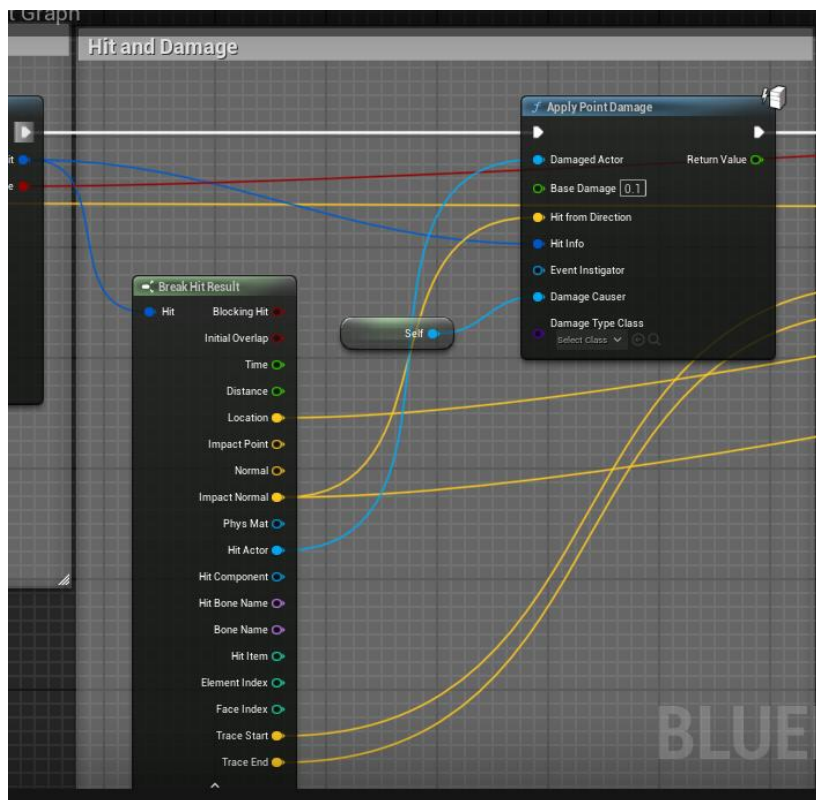 t Graph
Hit and Damage
it
e
Apply Point Damage
Damaged Actor
Return Value
Base Damage 0.1
Hit from Direction
Hit Info
Event Instigator
Damage Causer
Damage Type Class
Select Class
Self
Break Hit Result
Hit
Blocking Hit
Initial Overlap
Time
Distance
Location
Impact Point
Normal
Impact Normal
Phys Mat
Hit Actor
Hit Component
Hit Bone Name
Bone Name
Hit Item
Element Index
Face Index
Trace Start
Trace End
BLUE